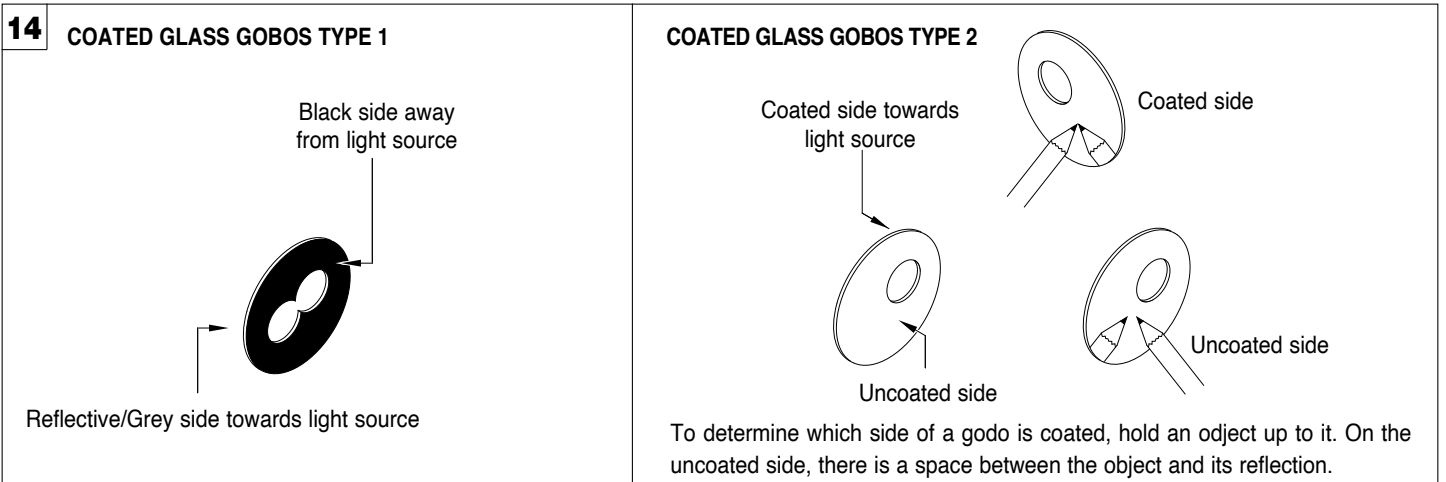 14
COATED GLASS GOBOS TYPE 1
Black side away
from light source
Reflective/Grey side towards light source
COATED GLASS GOBOS TYPE 2
Coated side towards
light source
Coated side
Uncoated side
Uncoated side
To determine which side of a godo is coated, hold an odject up to it. On the
uncoated side, there is a space between the object and its reflection.